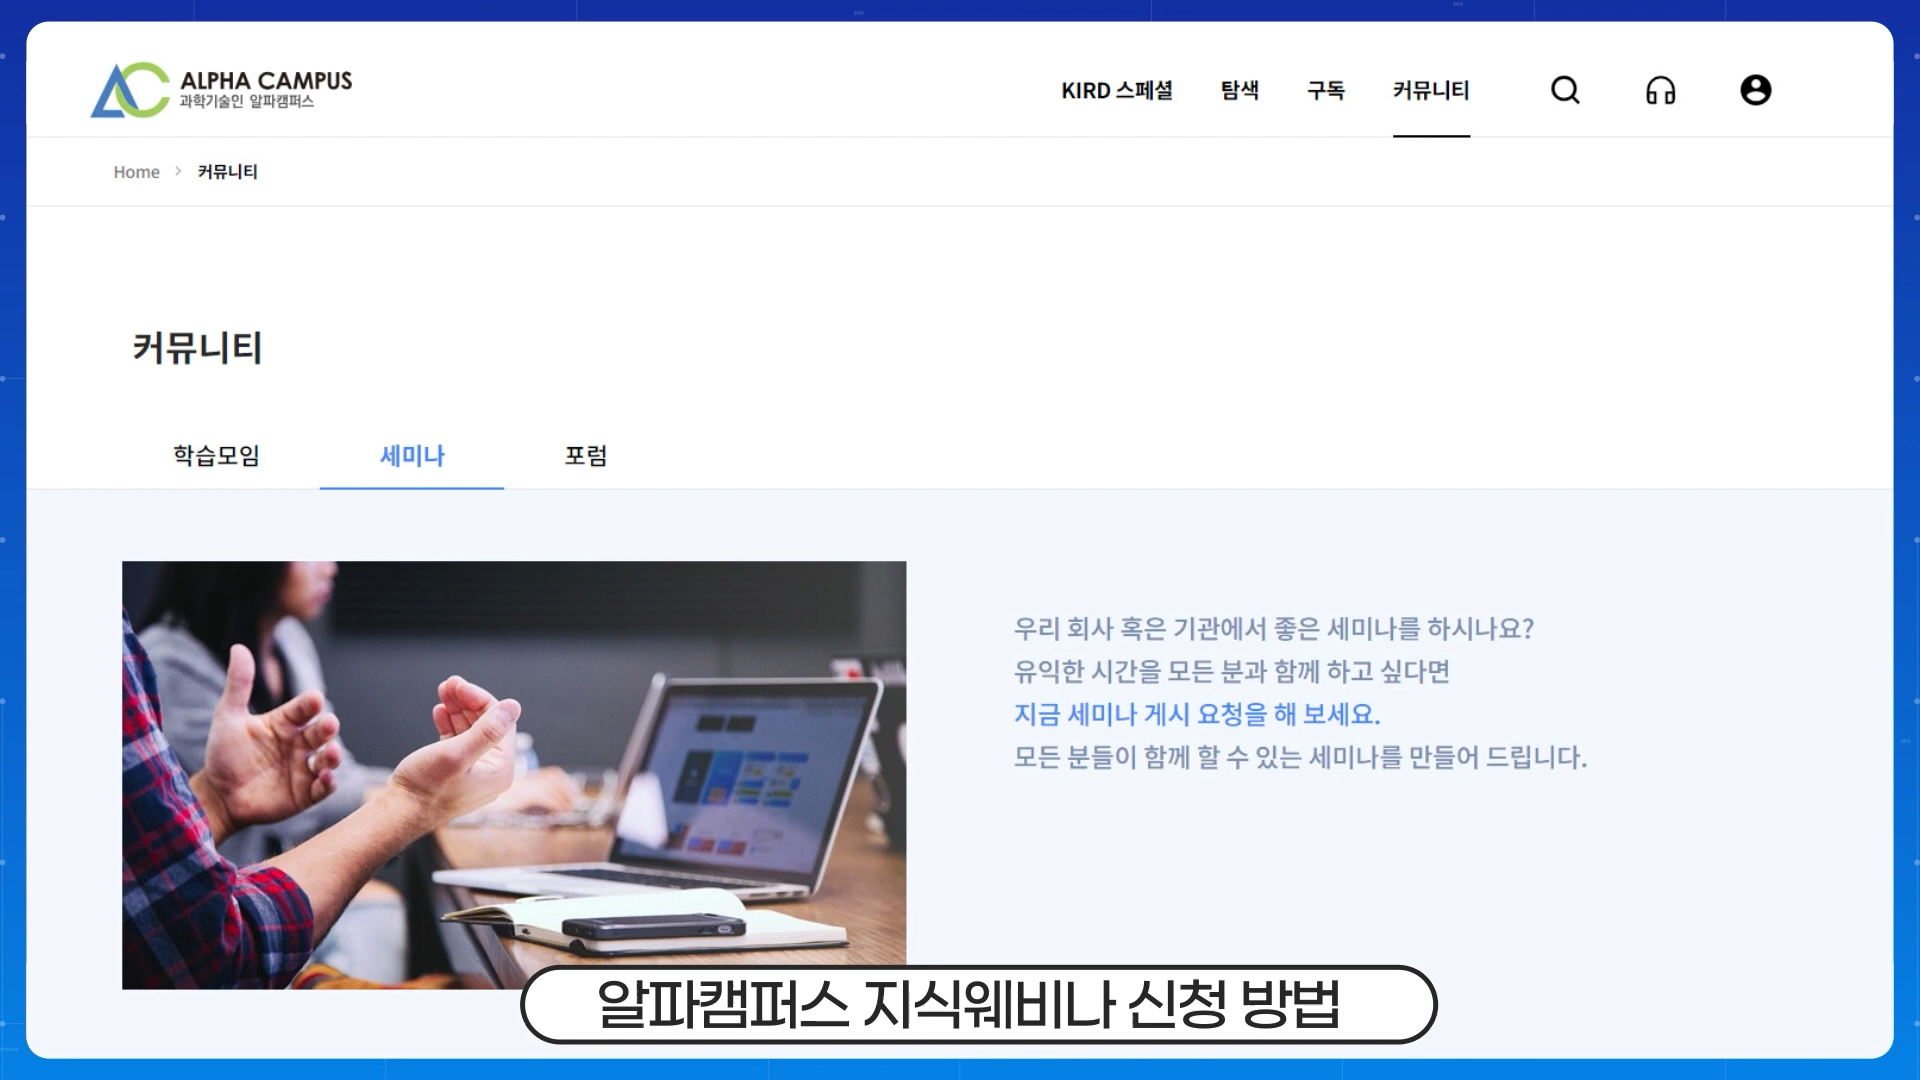 ALPHA CAMPUS
과학기술인 알파캠퍼스
KIRD 스페셜 탐색 구독 커뮤니티
Home > 커뮤니티
커뮤니티
학습모임 세미나 포럼
우리 회사 혹은 기관에서 좋은 세미나를 하시나요?
유익한 시간을 모든 분과 함께 하고 싶다면
지금 세미나 게시 요청을 해 보세요.
모든 분들이 함께 할 수 있는 세미나를 만들어 드립니다.
알파캠퍼스 지식웨비나 신청 방법